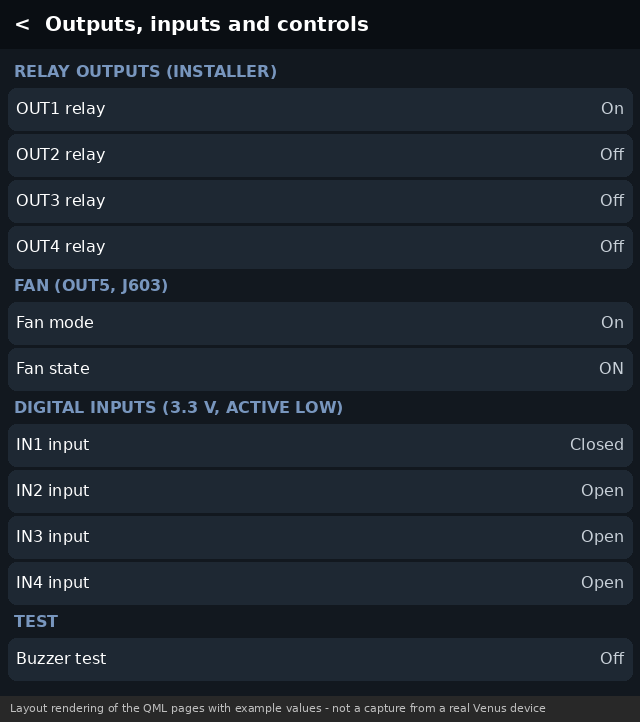 < Outputs, inputs and controls
RELAY OUTPUTS (INSTALLER)
OUT1 relay On
OUT2 relay Off
OUT3 relay Off
OUT4 relay Off
FAN (OUT5, J603)
Fan mode On
Fan state ON
DIGITAL INPUTS (3.3 V, ACTIVE LOW)
IN1 input Closed
IN2 input Open
IN3 input Open
IN4 input Open
TEST
Buzzer test Off
Layout rendering of the QML pages with example values - not a capture from a real Venus device